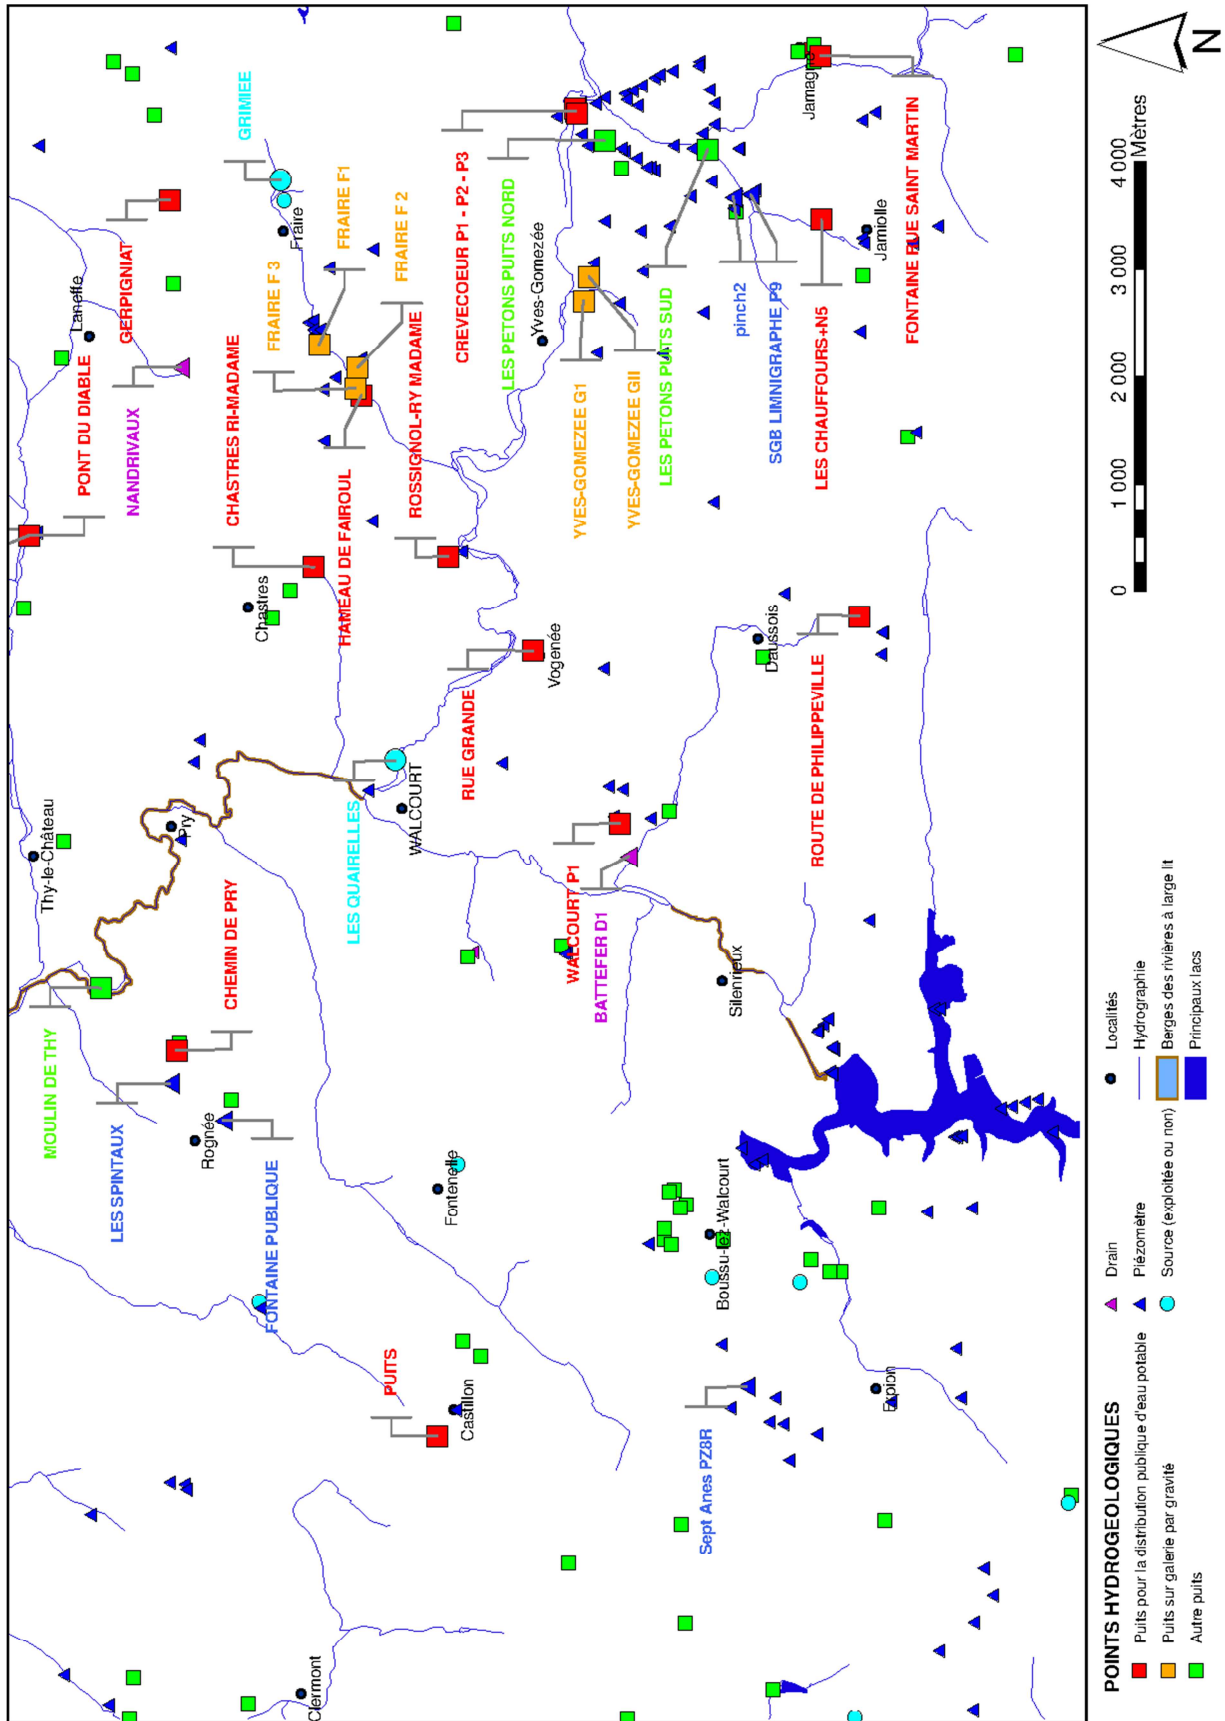 Clermont
PUITS
Castillon
FONTAINE PUBLIQUE
LES SPINTAUX
Rognée
MOULIN DE THY
CHEMIN DE PRY
Thy-le-Château
Pry
Fontenelle
LES QUAIRELLES
WALCOURT
RUE GRANDE
Vogenée
Chastres
CHASTRES RI-MADAME
HAMEAU DE FAIROUL
ROSSIGNOL-RY MADAME
PONT DU DIABLE
NANDRIVAUX
Laneffe
GERPIGNIAT
GRIMIEE
Fraire
FRAIRE F 3
FRAIRE F1
FRAIRE F 2
CREVECOEUR P1 - P2 - P3
LES PETONS PUITS NORD
Yves-Gomezée
YVES-GOMEZEE G1
YVES-GOMEZEE GII
LES PETONS PUITS SUD
pinch2
SGB LIMNIGRAPHE P9
LES CHAUFFOURS+N5
Jamiolle
Jamagne
FONTAINE RUE SAINT MARTIN
WALCOURT P1
BATTEFER D1
Silenrieux
Daussois
ROUTE DE PHILIPPEVILLE
Boussu-lez-Walcourt
Sept Anes PZ8R
Erpion
POINTS HYDROGEOLOGIQUES
Puits pour la distribution publique d'eau potable
Puits sur galerie par gravité
Autre puits
Drain
Piézomètre
Source (exploitée ou non)
Localités
Hydrographie
Berges des rivières à large lit
Principaux lacs
0 1 000 2 000 3 000 4 000
Mètres
N